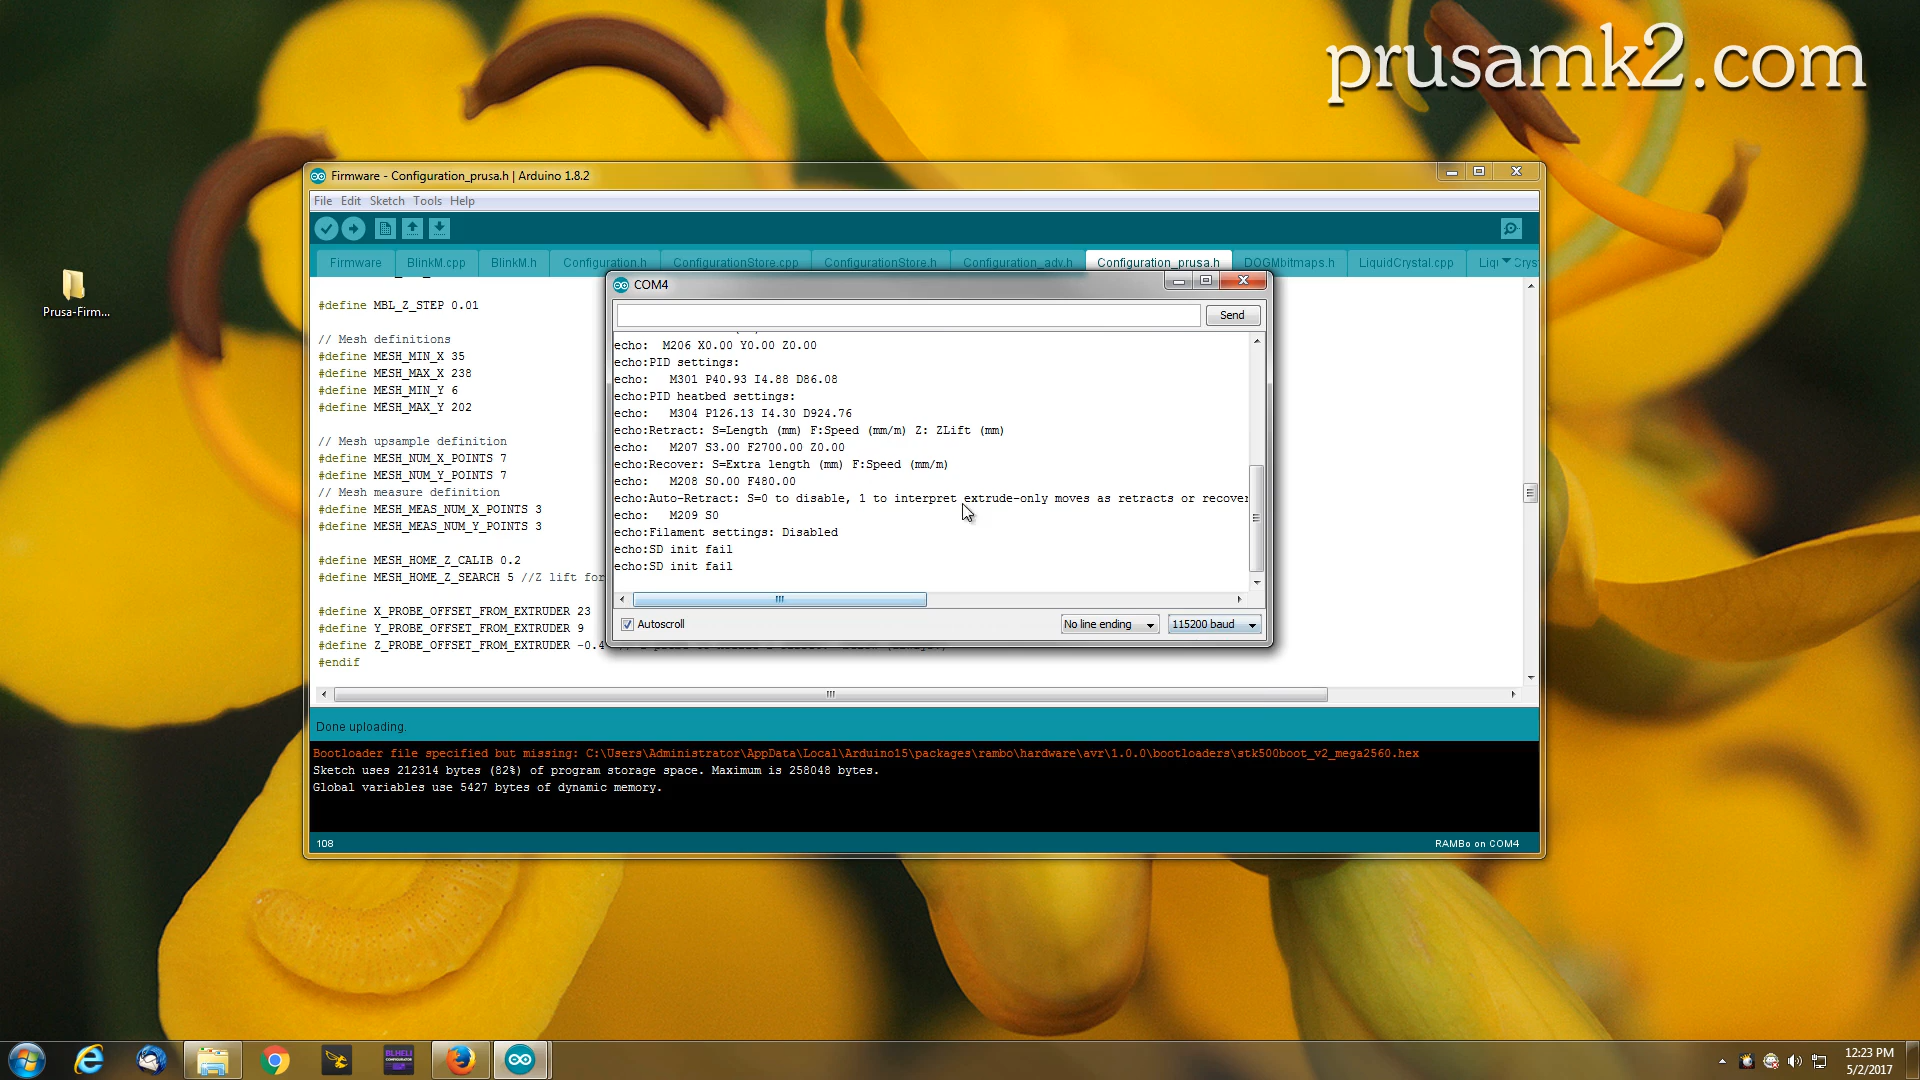 prusamk2.com
Prusa-Firm...
Firmware - Configuration_prusa.h | Arduino 1.8.2
File Edit Sketch Tools Help
Firmware BlinkM.cpp BlinkM.h Configuration.h ConfigurationStore.cpp ConfigurationStore.h Configuration_adv.h Configuration_prusa.h DOGMbitmaps.h LiquidCrystal.cpp
#define MBL_Z_STEP 0.01
// Mesh definitions
#define MESH_MIN_X 35
#define MESH_MAX_X 238
#define MESH_MIN_Y 6
#define MESH_MAX_Y 202
// Mesh upsample definition
#define MESH_NUM_X_POINTS 7
#define MESH_NUM_Y_POINTS 7
// Mesh measure definition
#define MESH_MEAS_NUM_X_POINTS 3
#define MESH_MEAS_NUM_Y_POINTS 3
#define MESH_HOME_Z_CALIB 0.2
#define MESH_HOME_Z_SEARCH 5 //Z lift for
#define X_PROBE_OFFSET_FROM_EXTRUDER 23
#define Y_PROBE_OFFSET_FROM_EXTRUDER 9
#define Z_PROBE_OFFSET_FROM_EXTRUDER -0.4
#endif
COM4
Send
echo:  M206 X0.00 Y0.00 Z0.00
echo:PID settings:
echo:   M301 P40.93 I4.88 D86.08
echo:PID heatbed settings:
echo:   M304 P126.13 I4.30 D924.76
echo:Retract: S=Length (mm) F:Speed (mm/m) Z: ZLift (mm)
echo:   M207 S3.00 F2700.00 Z0.00
echo:Recover: S=Extra length (mm) F:Speed (mm/m)
echo:   M208 S0.00 F480.00
echo:Auto-Retract: S=0 to disable, 1 to interpret extrude-only moves as retracts or recover
echo:   M209 S0
echo:Filament settings: Disabled
echo:SD init fail
echo:SD init fail
Autoscroll No line ending 115200 baud
Done uploading.
Bootloader file specified but missing: C:\Users\Administrator\AppData\Local\Arduino15\packages\rambo\hardware\avr\1.0.0\bootloaders\stk500boot_v2_mega2560.hex
Sketch uses 212314 bytes (82%) of program storage space. Maximum is 258048 bytes.
Global variables use 5427 bytes of dynamic memory.
108 RAMBo on COM4
BLHELI
CONFIGURATOR
12:23 PM
5/2/2017